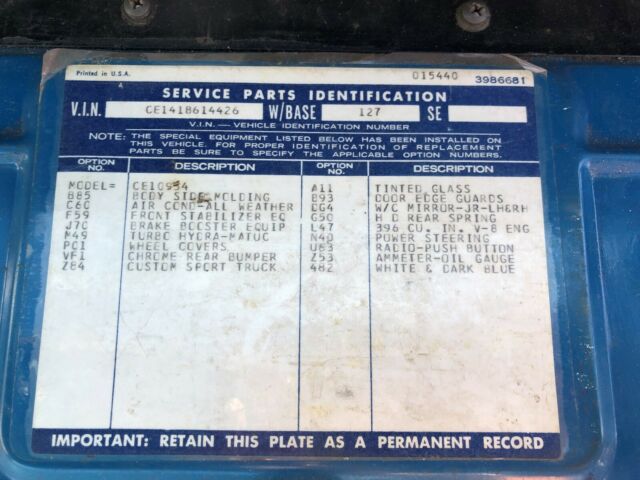 Printed in U.S.A. 015440 3986681
SERVICE PARTS IDENTIFICATION
V.I.N. CE1418614426 W/BASE 127 SE
V.I.N. — VEHICLE IDENTIFICATION NUMBER
NOTE: THE SPECIAL EQUIPMENT LISTED BELOW HAS BEEN INSTALLED ON
THIS VEHICLE. FOR PROPER IDENTIFICATION OF REPLACEMENT
PARTS BE SURE TO SPECIFY THE APPLICABLE OPTION NUMBERS.
OPTION NO. DESCRIPTION OPTION NO. DESCRIPTION
MODEL= CE10934 A11 TINTED GLASS
B85 BODY SIDE MOLDING B93 DOOR EDGE GUARDS
C60 AIR COND-ALL WEATHER DG4 W/C MIRROR-JR-LH&RH
F59 FRONT STABILIZER EQ G50 H D REAR SPRING
J70 BRAKE BOOSTER EQUIP L47 396 CU. IN. V-8 ENG
M49 TURBO HYDRA-MATUC N40 POWER STEERING
P01 WHEEL COVERS U63 RADIO-PUSH BUTTON
VF1 CHROME REAR BUMPER Z53 AMMETER-OIL GAUGE
Z84 CUSTOM SPORT TRUCK 482 WHITE & DARK BLUE
IMPORTANT: RETAIN THIS PLATE AS A PERMANENT RECORD